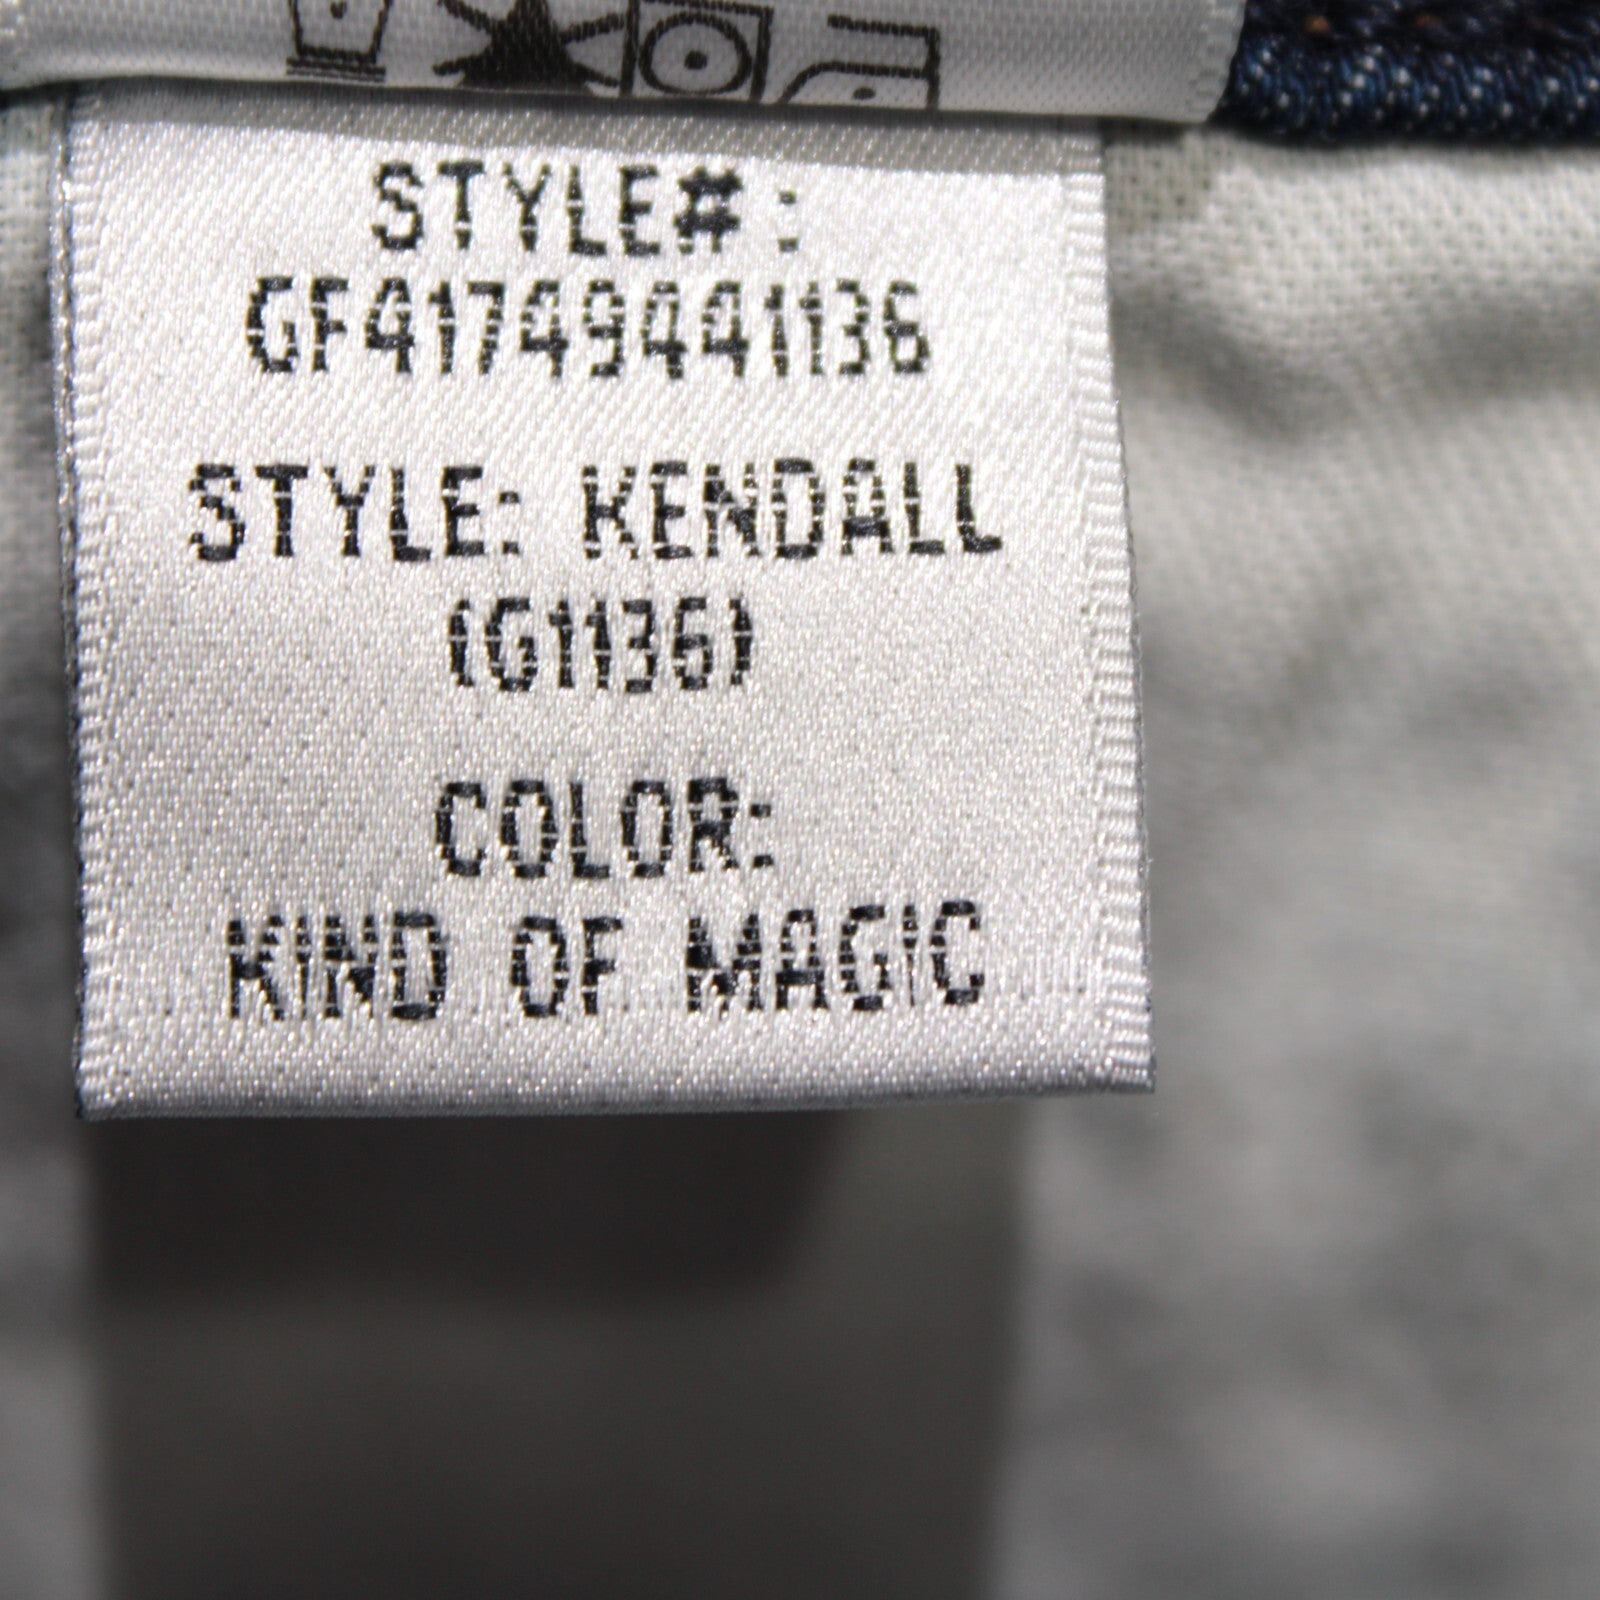 STYLE#:
GF41749441136
STYLE: KENDALL
(G1136)
COLOR:
KIND OF MAGIC